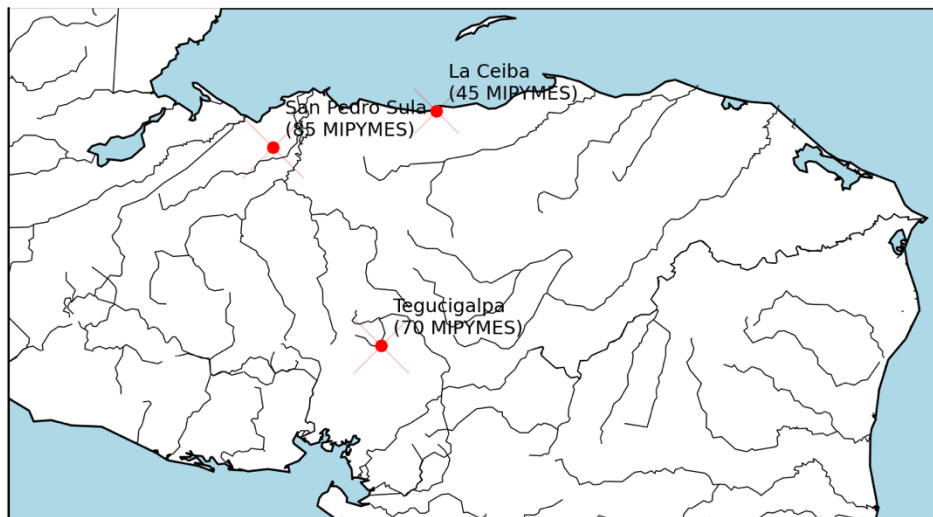 La Ceiba
(45 MIPYMES)
San Pedro Sula
(85 MIPYMES)
Tegucigalpa
(70 MIPYMES)